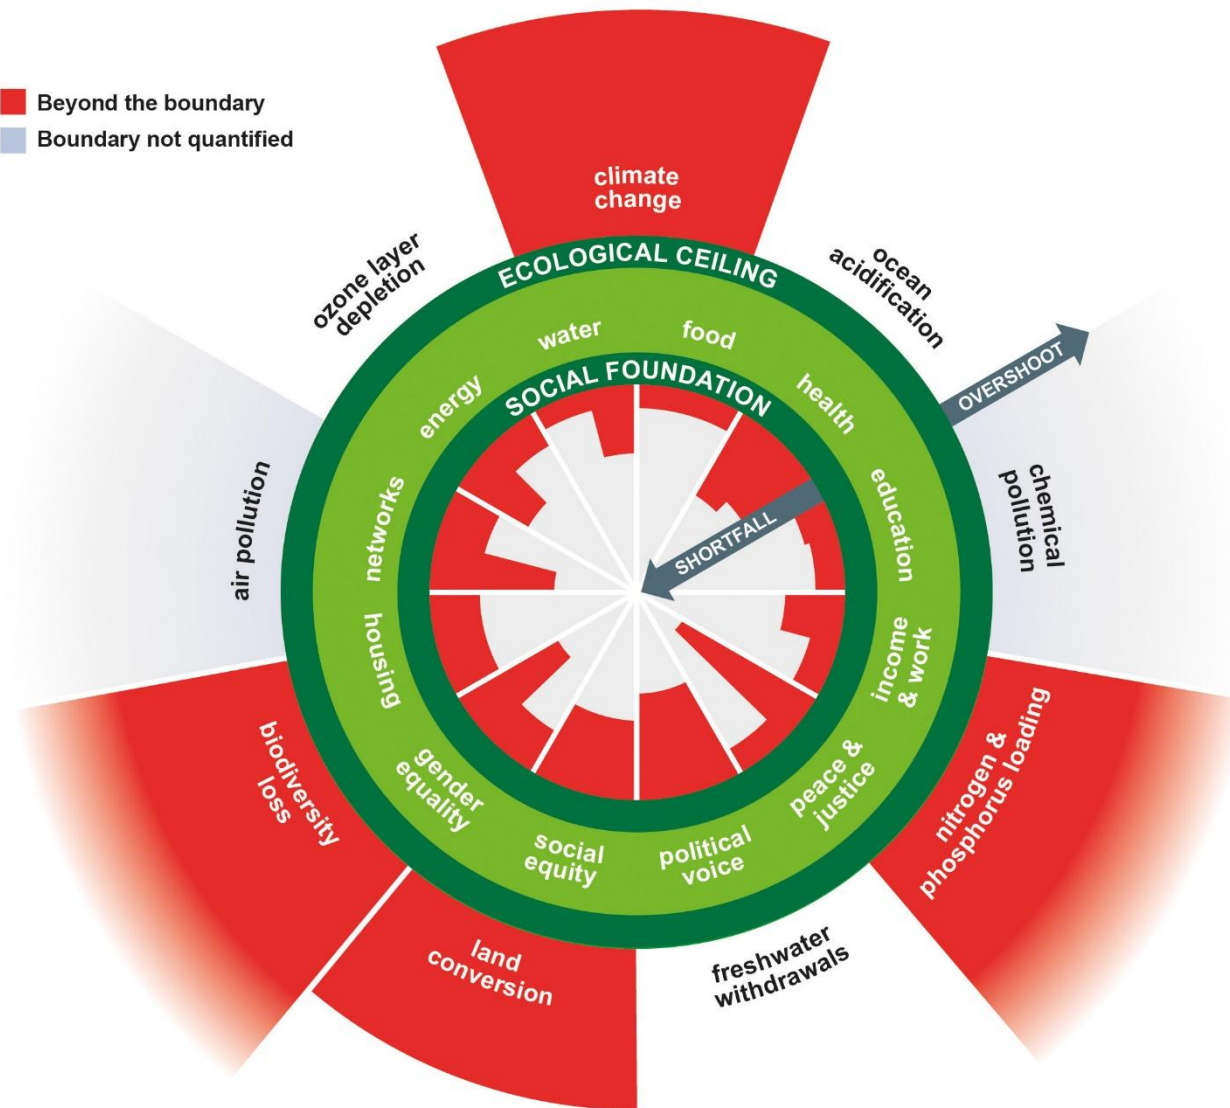 Beyond the boundary
Boundary not quantified
climate
change
ozone layer
depletion
ECOLOGICAL CEILING
ocean
acidification
water
food
energy
SOCIAL FOUNDATION
health
OVERSHOOT
networks
education
air pollution
SHORTFALL
chemical
pollution
housing
income
& work
biodiversity
loss
gender
equality
peace &
justice
nitrogen &
phosphorus loading
social
equity
political
voice
land
conversion
freshwater
withdrawals